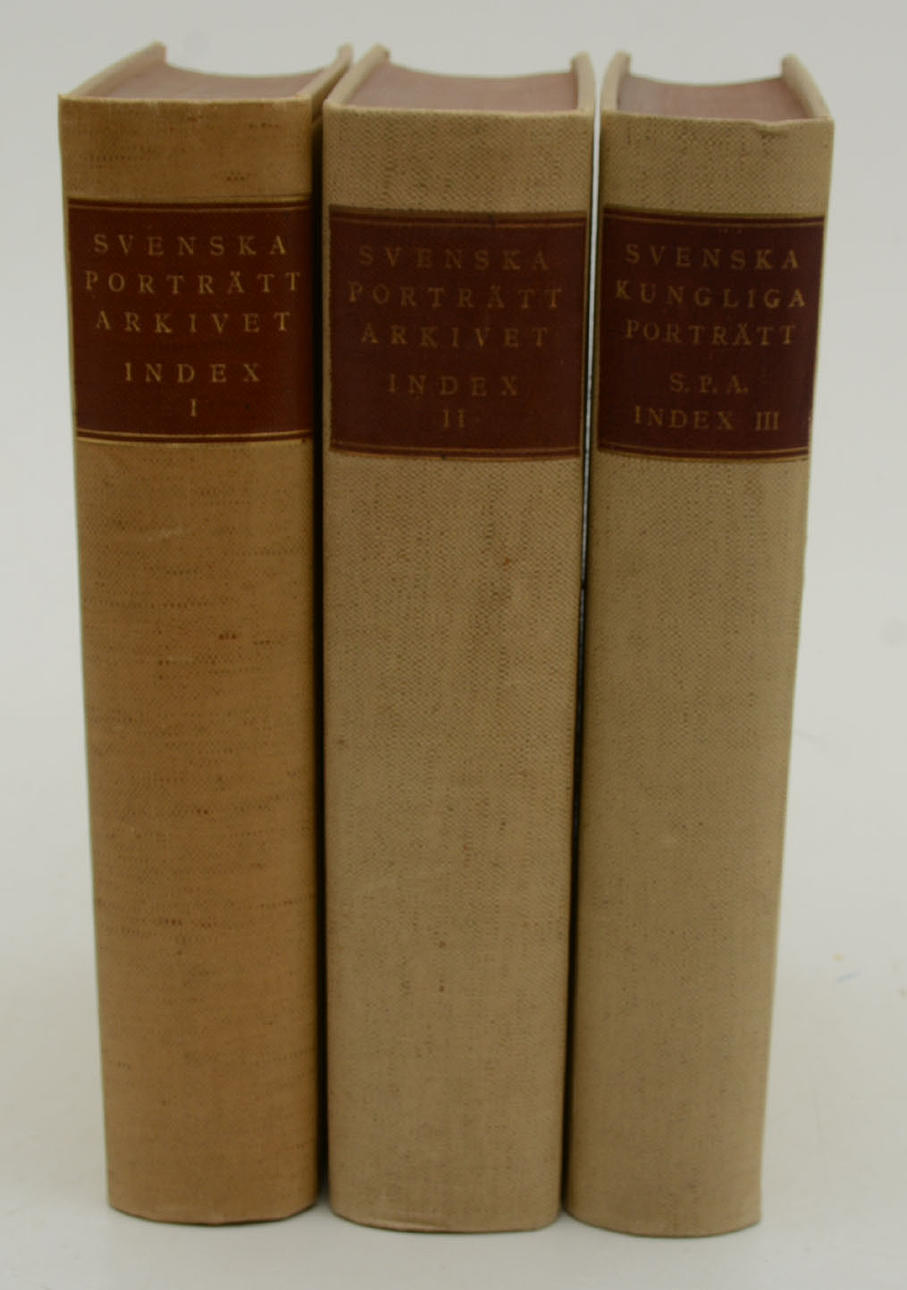 SVENSKA
PORTRÄTT
ARKIVET
INDEX
I
SVENSKA
PORTRÄTT
ARKIVET
INDEX
II
SVENSKA
KUNGLIGA
PORTRÄTT
S. P. A.
INDEX III